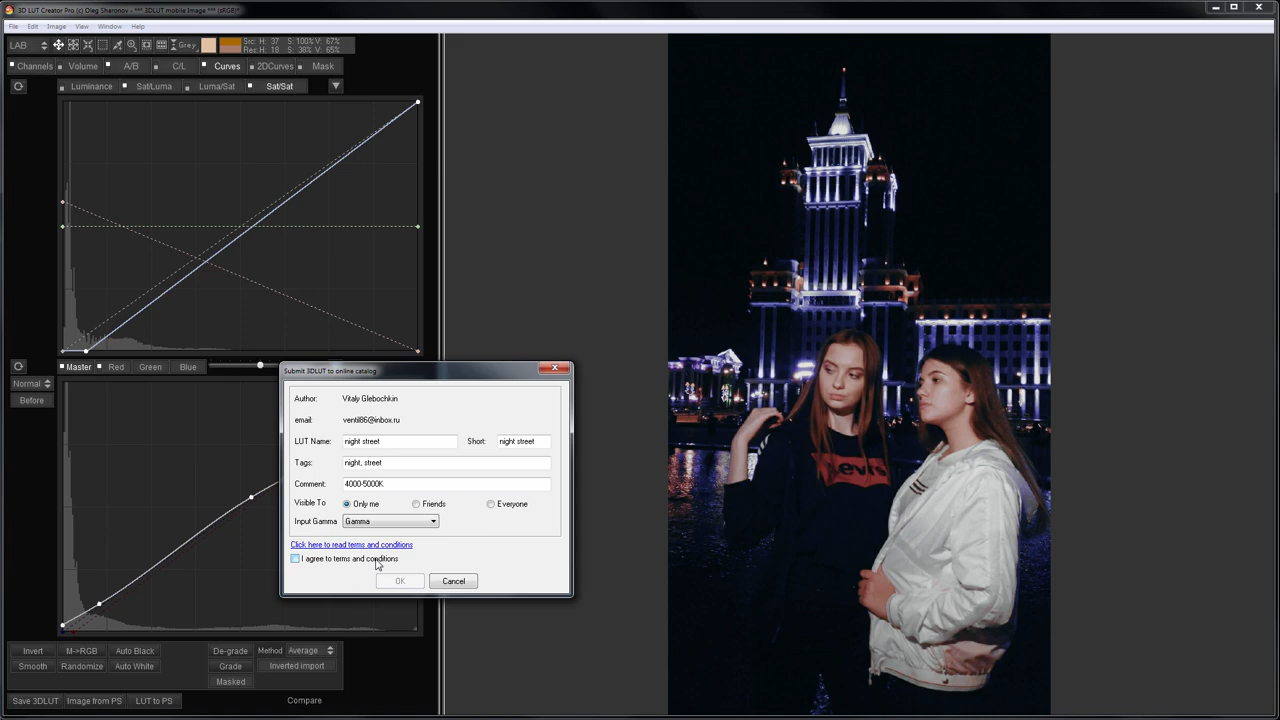 3D LUT Creator Pro (c) Oleg Sharonov - *** 3DLUT mobile Image *** (sRGB)*
File Edit Image View Window Help
LAB Grey Src: H: 37 S:100% V: 67%
Res: H: 18 S: 38% V: 65%
Channels Volume A/B C/L Curves 2DCurves Mask
Luminance Sat/Luma Luma/Sat Sat/Sat
Master Red Green Blue
Normal
Before
Submit 3DLUT to online catalog
Author: Vitaly Glebochkin
email: ventil86@inbox.ru
LUT Name: night street Short: night street
Tags: night, street
Comment: 4000-5000K
Visible To Only me Friends Everyone
Input Gamma Gamma
Click here to read terms and conditions
I agree to terms and conditions
OK Cancel
Levi's
Invert M->RGB Auto Black De-grade Method Average
Smooth Randomize Auto White Grade Inverted import
Masked
Save 3DLUT Image from PS LUT to PS Compare